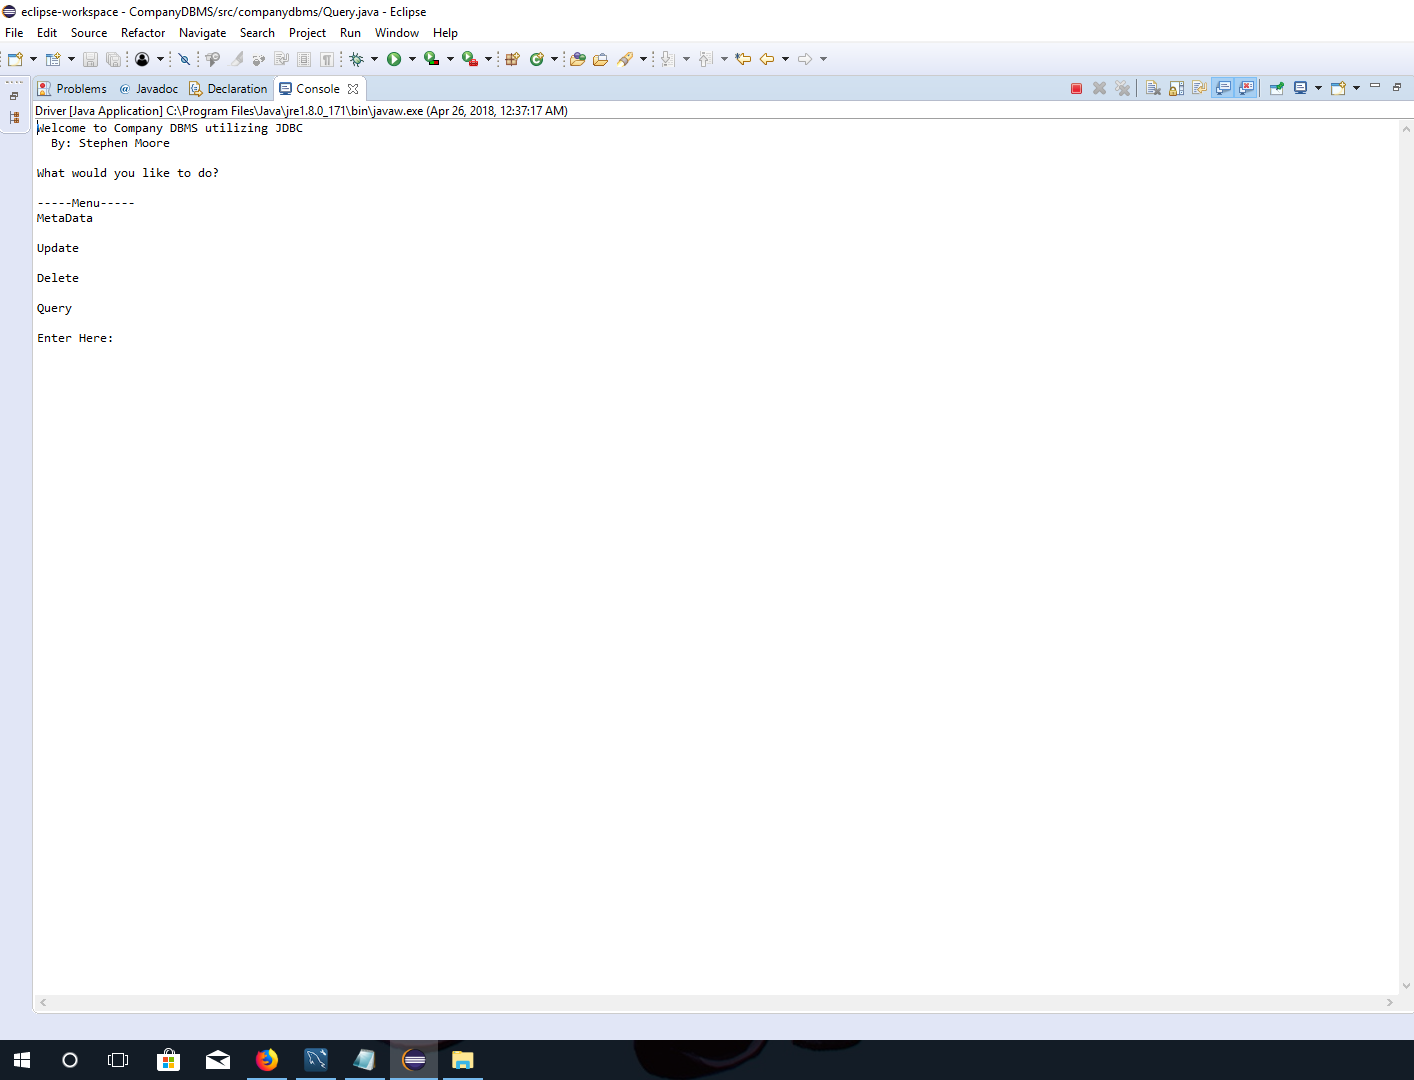 eclipse-workspace - CompanyDBMS/src/companydbms/Query.java - Eclipse
File Edit Source Refactor Navigate Search Project Run Window Help
Problems @ Javadoc Declaration Console
Driver [Java Application] C:\Program Files\Java\jre1.8.0_171\bin\javaw.exe (Apr 26, 2018, 12:37:17 AM)
Welcome to Company DBMS utilizing JDBC
By: Stephen Moore
What would you like to do?
-----Menu-----
MetaData
Update
Delete
Query
Enter Here: